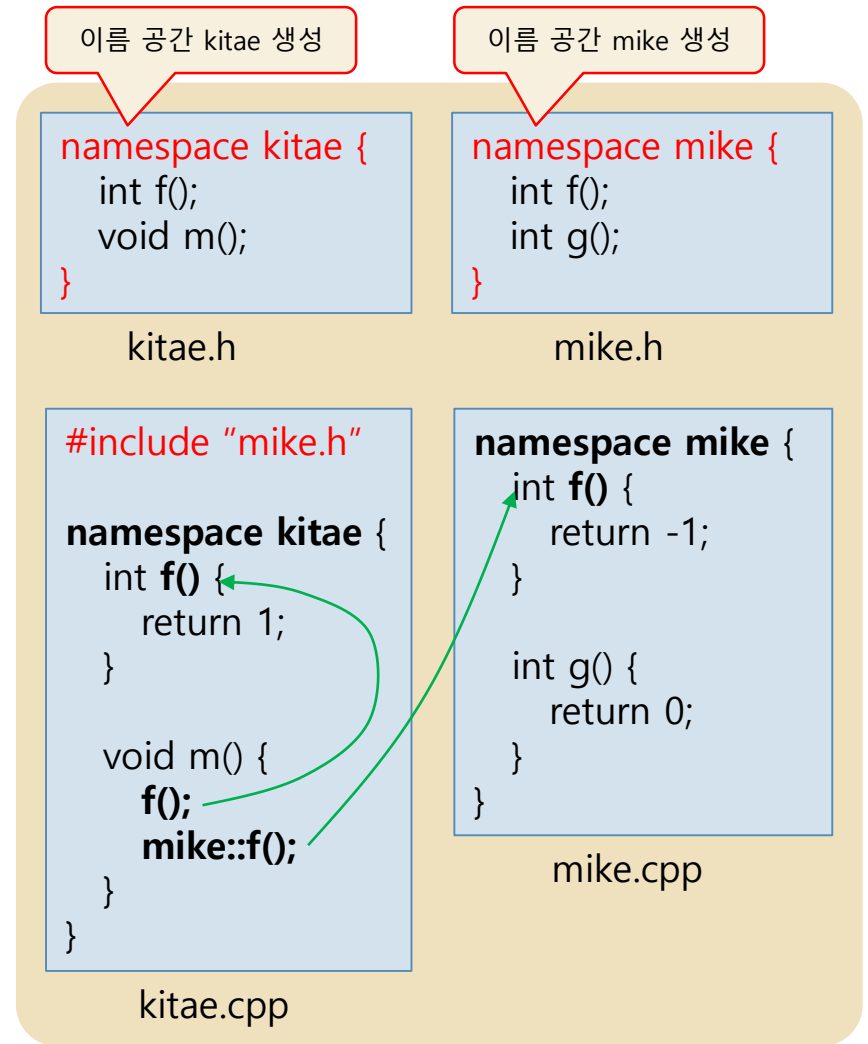 이름 공간 kitae 생성
이름 공간 mike 생성
namespace kitae {
int f();
void m();
}
kitae.h
namespace mike {
int f();
int g();
}
mike.h
#include “mike.h”
namespace kitae {
int f() {
return 1;
}
void m() {
f();
mike::f();
}
}
kitae.cpp
namespace mike {
int f() {
return -1;
}
int g() {
return 0;
}
}
mike.cpp